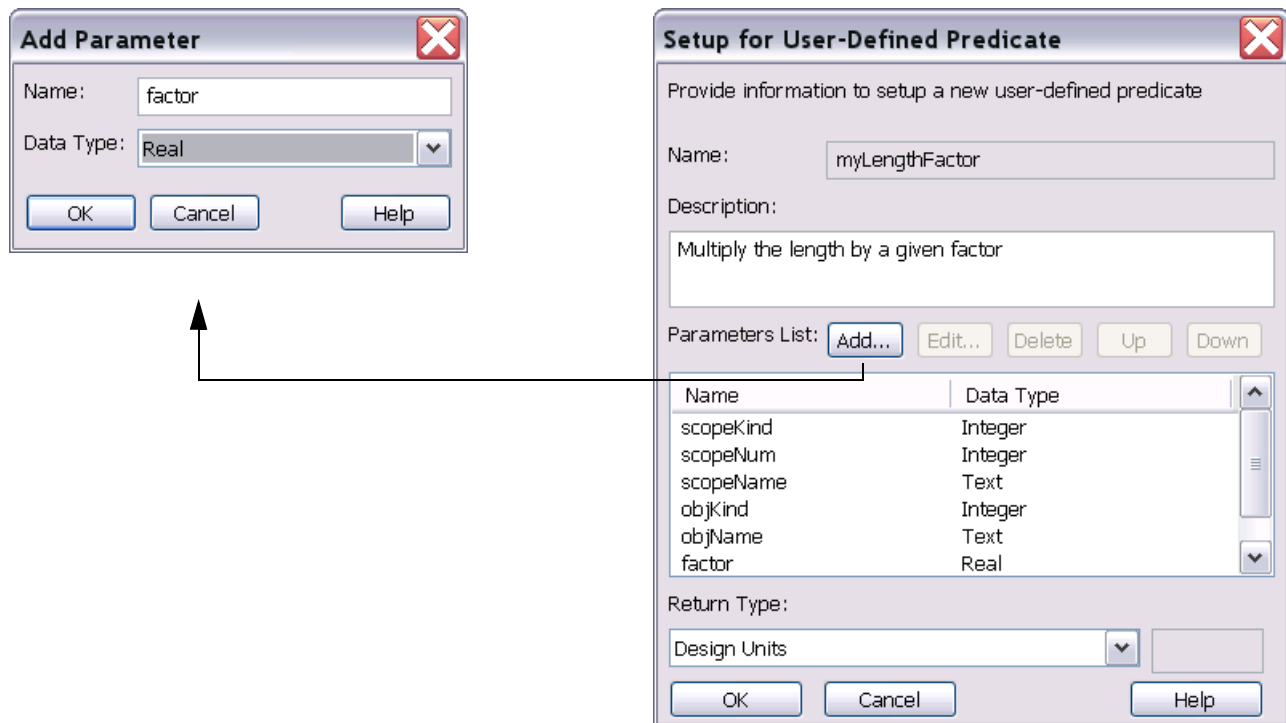 Add Parameter
Name: factor
Data Type: Real
OK Cancel Help
Setup for User-Defined Predicate
Provide information to setup a new user-defined predicate
Name: myLengthFactor
Description:
Multiply the length by a given factor
Parameters List: Add... Edit... Delete Up Down
Name Data Type
scopeKind Integer
scopeNum Integer
scopeName Text
objKind Integer
objName Text
factor Real
Return Type:
Design Units
OK Cancel Help